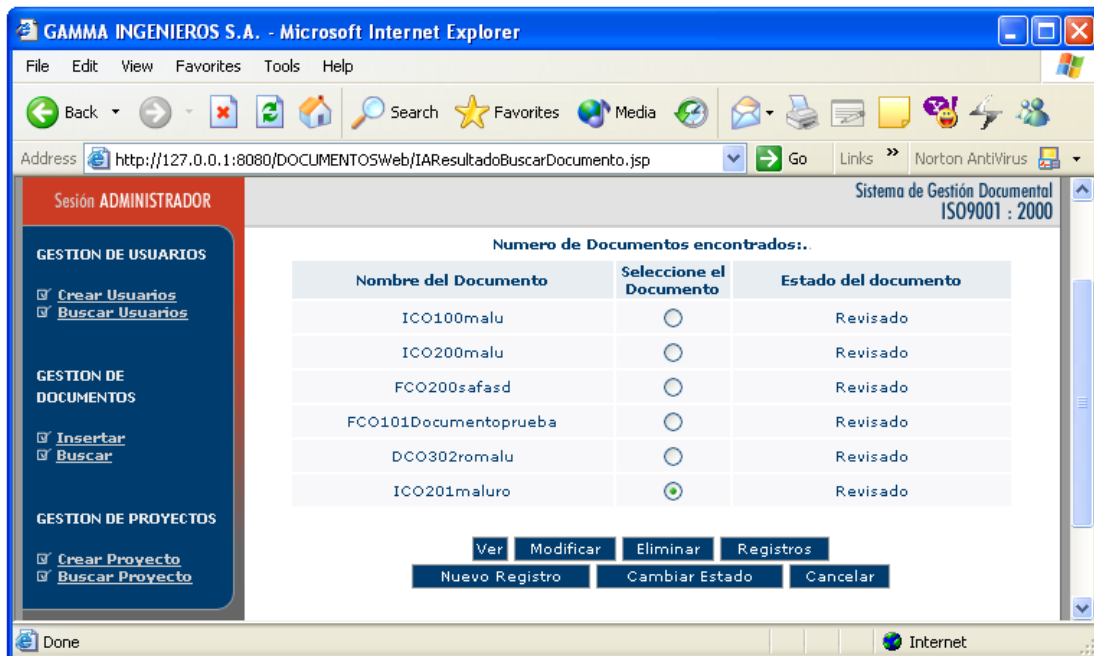 GAMMA INGENIEROS S.A. - Microsoft Internet Explorer
File Edit View Favorites Tools Help
Back Search Favorites Media
Address http://127.0.0.1:8080/DOCUMENTOSWeb/IAResultadoBuscarDocumento.jsp Go Links » Norton AntiVirus
Sesión ADMINISTRADOR
Sistema de Gestión Documental
ISO9001 : 2000
GESTION DE USUARIOS
Crear Usuarios
Buscar Usuarios
GESTION DE
DOCUMENTOS
Insertar
Buscar
GESTION DE PROYECTOS
Crear Proyecto
Buscar Proyecto
Numero de Documentos encontrados:..
Nombre del Documento Seleccione el Documento Estado del documento
ICO100malu Revisado
ICO200malu Revisado
FCO200safasd Revisado
FCO101Documentoprueba Revisado
DCO302romalu Revisado
ICO201maluro Revisado
Ver Modificar Eliminar Registros
Nuevo Registro Cambiar Estado Cancelar
Done Internet